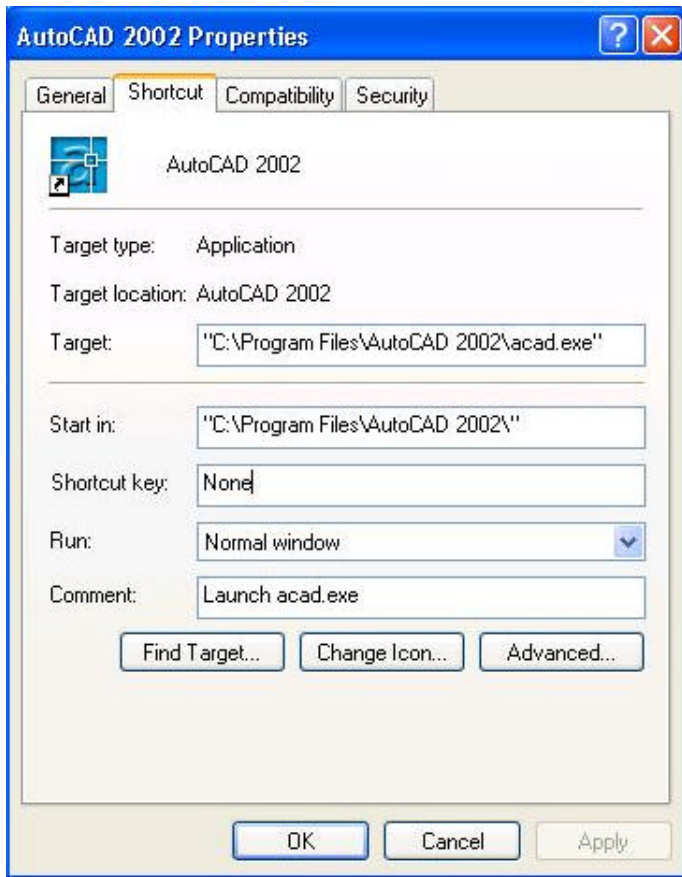 AutoCAD 2002 Properties
General Shortcut Compatibility Security
AutoCAD 2002
Target type: Application
Target location: AutoCAD 2002
Target: "C:\Program Files\AutoCAD 2002\acad.exe"
Start in: "C:\Program Files\AutoCAD 2002\"
Shortcut key: None
Run: Normal window
Comment: Launch acad.exe
Find Target... Change Icon... Advanced...
OK Cancel Apply